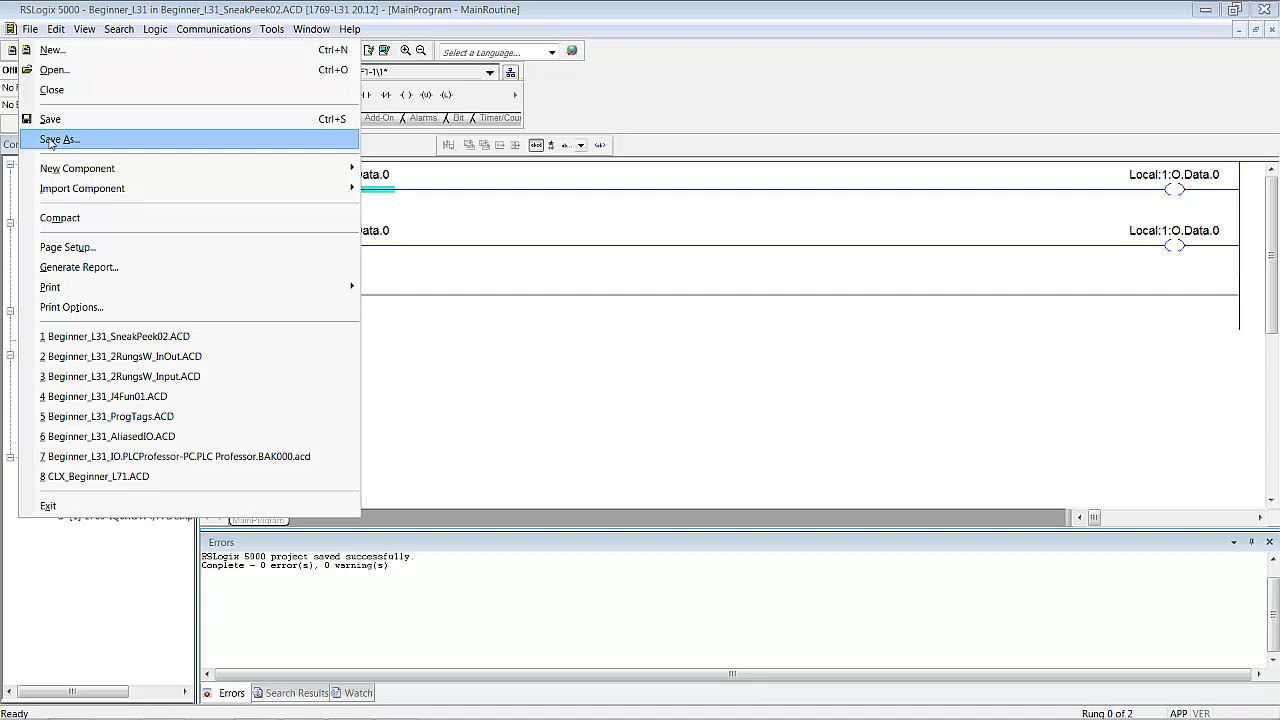 RSLogix 5000 - Beginner_L31 in Beginner_L31_SneakPeek02.ACD [1769-L31 20.12] - [MainProgram - MainRoutine]
File Edit View Search Logic Communications Tools Window Help
New... Ctrl+N
Select a Language...
Open... Ctrl+O
Close
Save Ctrl+S
Add-On Alarms Bit Timer/Coun
Save As...
New Component
Import Component
Compact
Page Setup...
Generate Report...
Print
Print Options...
1 Beginner_L31_SneakPeek02.ACD
2 Beginner_L31_2RungsW_InOut.ACD
3 Beginner_L31_2RungsW_Input.ACD
4 Beginner_L31_J4Fun01.ACD
5 Beginner_L31_ProgTags.ACD
6 Beginner_L31_AliasedIO.ACD
7 Beginner_L31_IO.PLCProfessor-PC.PLC Professor.BAK000.acd
8 CLX_Beginner_L71.ACD
Exit
ata.0 Local:1:O.Data.0
ata.0 Local:1:O.Data.0
MainProgram
Errors
RSLogix 5000 project saved successfully.
Complete - 0 error(s), 0 warning(s)
Errors Search Results Watch
Ready Rung 0 of 2 APP VER